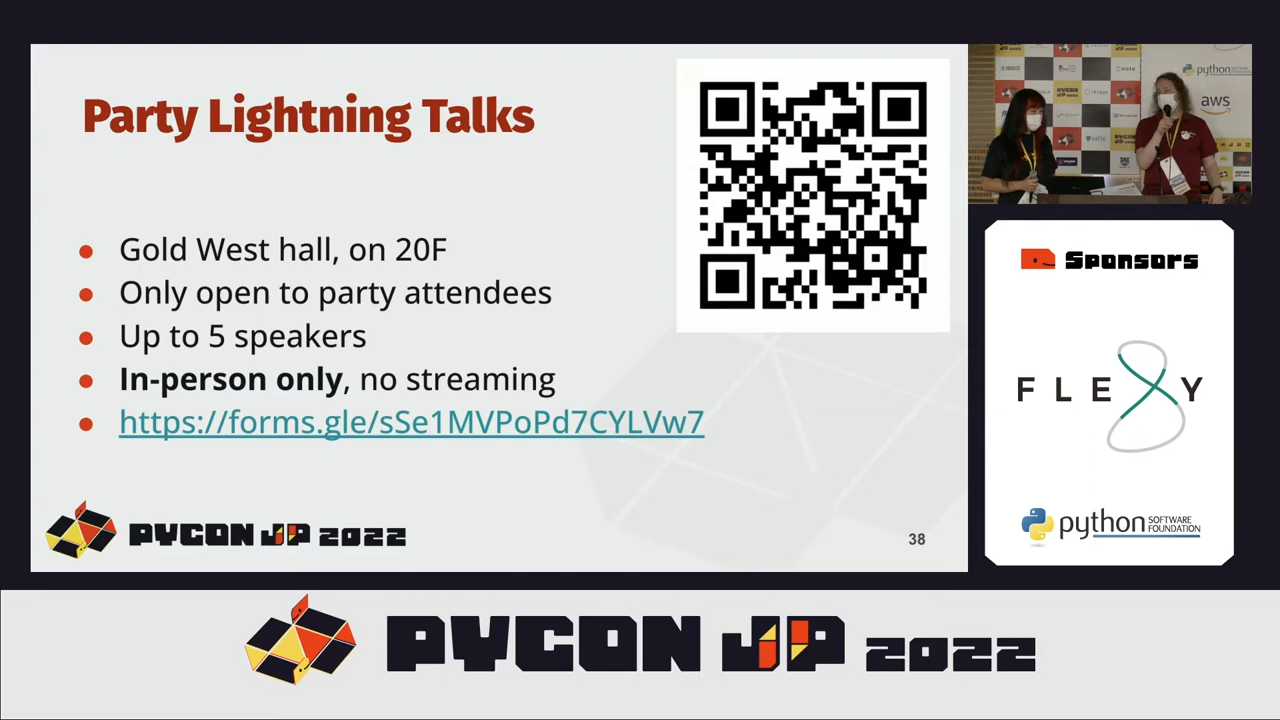 Party Lightning Talks
Gold West hall, on 20F
Only open to party attendees
Up to 5 speakers
In-person only, no streaming
https://forms.gle/sSe1MVPoPd7CYLVw7
PYCON JP 2022
38
python
aws
Sponsors
FLEXY
python SOFTWARE FOUNDATION
PYCON JP 2022